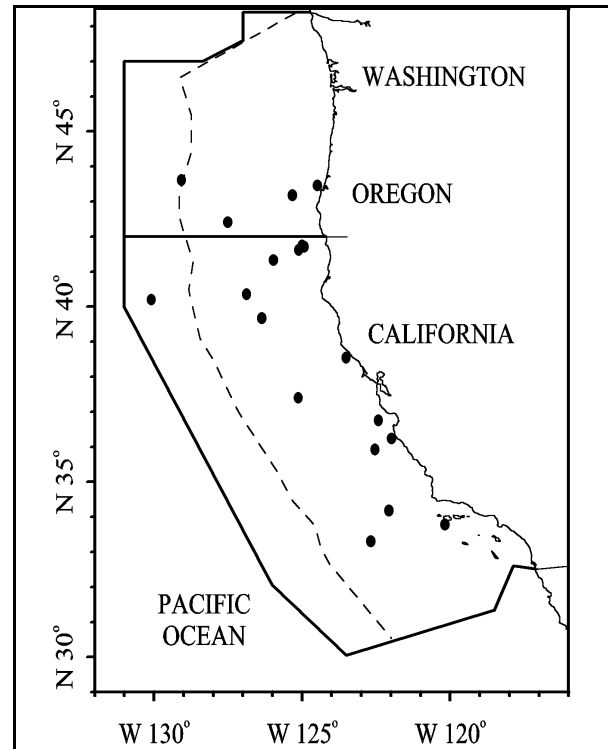 WASHINGTON
N 45°
OREGON
N 40°
CALIFORNIA
N 35°
PACIFIC
OCEAN
N 30°
W 130° W 125° W 120°